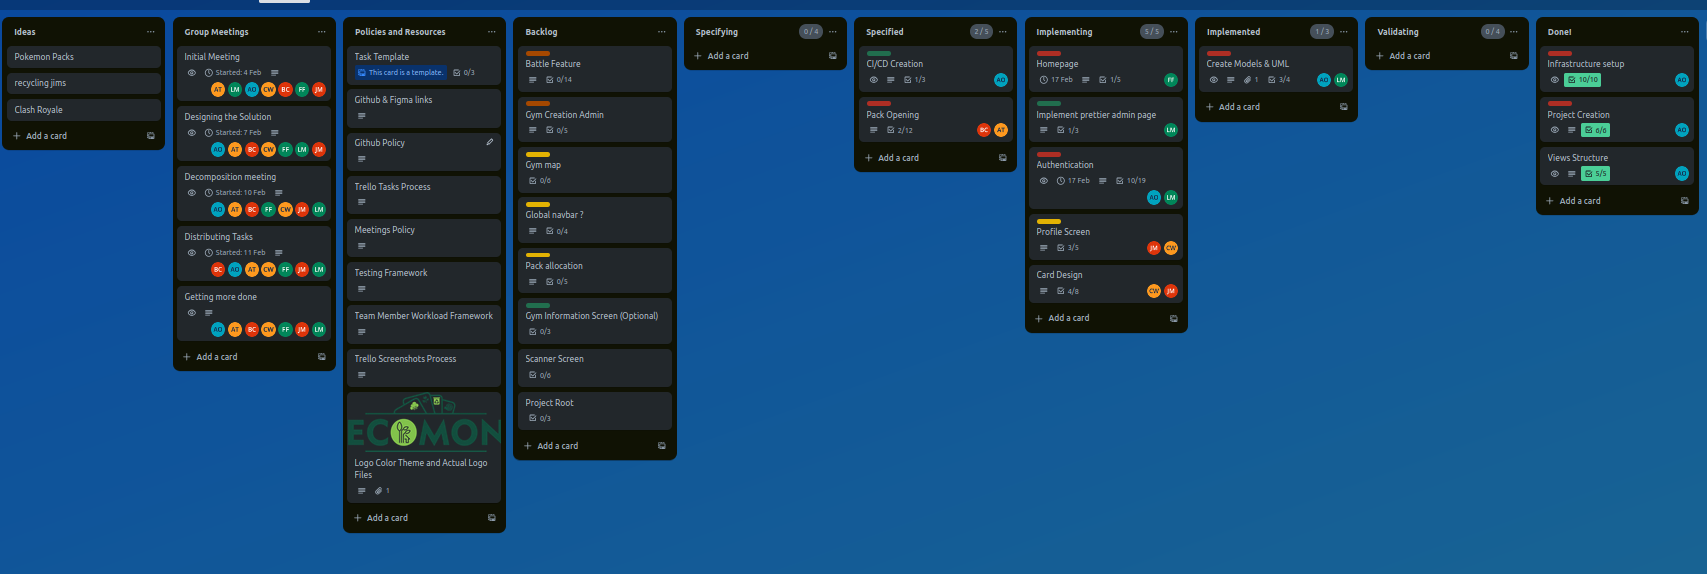 Ideas
Pokemon Packs
recycling jims
Clash Royale
Add a card
Group Meetings
Initial Meeting
Started: 4 Feb
AT LM AO CW BC FF JM
Designing the Solution
Started: 7 Feb
AO AT BC CW FF LM JM
Decomposition meeting
Started: 10 Feb
AO AT BC FF CW JM LM
Distributing Tasks
Started: 11 Feb
BC AO AT CW FF JM LM
Getting more done
AO AT BC CW FF JM LM
Add a card
Policies and Resources
Task Template
This card is a template. 0/3
Github & Figma links
Github Policy
Trello Tasks Process
Meetings Policy
Testing Framework
Team Member Workload Framework
Trello Screenshots Process
ECOMON
Logo Color Theme and Actual Logo
Files
1
Add a card
Backlog
Battle Feature
0/14
Gym Creation Admin
0/5
Gym map
0/6
Global navbar ?
0/4
Pack allocation
0/5
Gym Information Screen (Optional)
0/3
Scanner Screen
0/6
Project Root
0/3
Add a card
Specifying 0 / 4
Add a card
Specified 2 / 5
CI/CD Creation
1/3 AO
Pack Opening
2/12 BC AT
Add a card
Implementing 5 / 5
Homepage
17 Feb 1/5 FF
Implement prettier admin page
1/3 LM
Authentication
17 Feb 10/19
AO LM
Profile Screen
3/5 JM CW
Card Design
4/8 CW JM
Add a card
Implemented 1 / 3
Create Models & UML
1 3/4 AO LM
Add a card
Validating 0 / 4
Add a card
Done!
Infrastructure setup
10/10 AO
Project Creation
6/6 AO
Views Structure
5/5 AO
Add a card